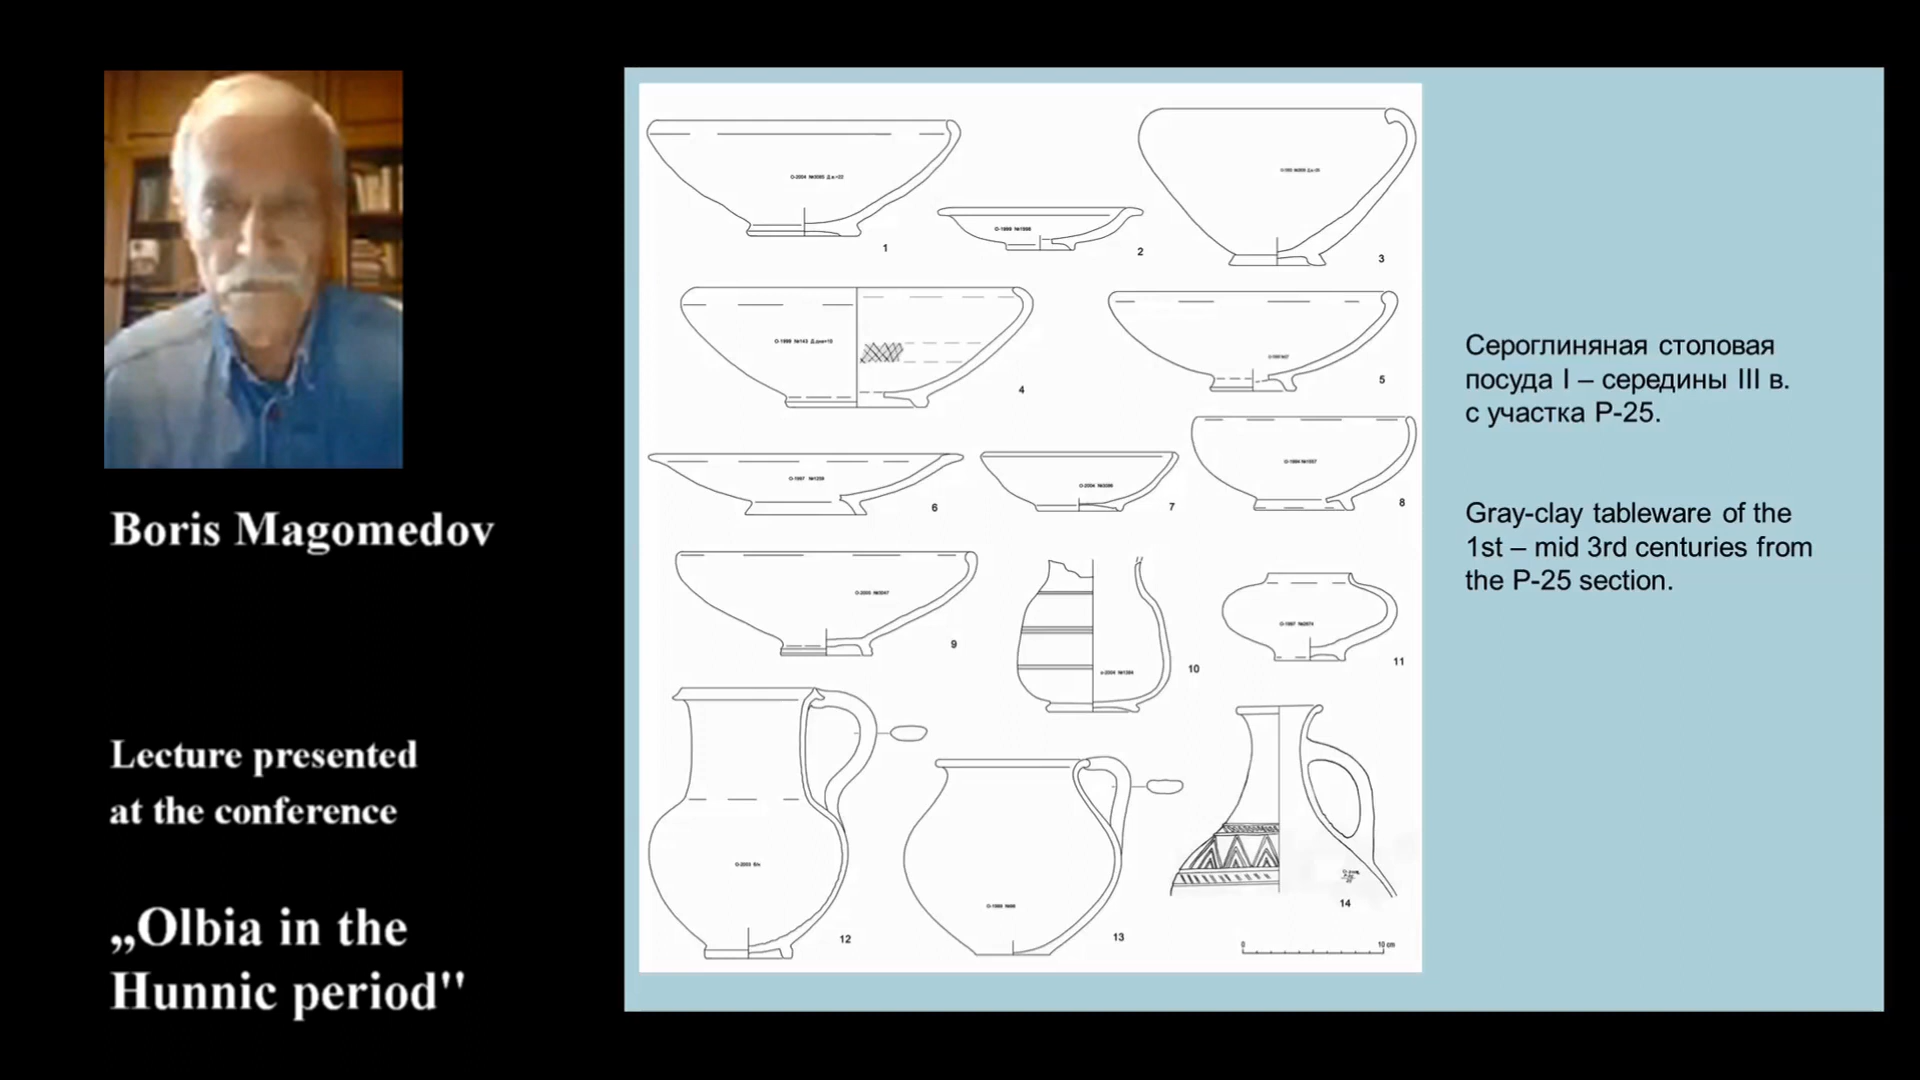 Boris Magomedov
Lecture presented
at the conference
„Olbia in the
Hunnic period"
1
2
3
4
5
6
7
8
9
10
11
12
13
14
0 10 cm
Сероглиняная столовая
посуда I – середины III в.
с участка Р-25.
Gray-clay tableware of the
1st – mid 3rd centuries from
the P-25 section.